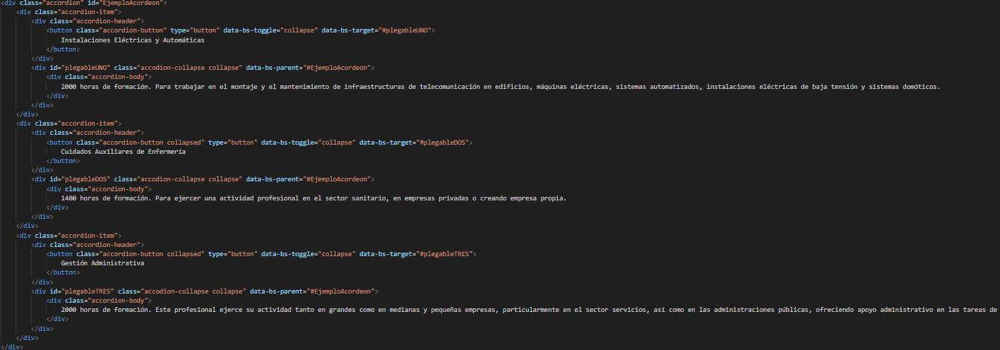 <div class="accordion" id="EjemploAcordeon">
<div class="accordion-item">
<div class="accordion-header">
<button class="accordion-button" type="button" data-bs-toggle="collapse" data-bs-target="#plegableUNO">
Instalaciones Eléctricas y Automáticas
</button>
</div>
<div id="plegableUNO" class="accodion-collapse collapse" data-bs-parent="#EjemploAcordeon">
<div class="accordion-body">
2000 horas de formación. Para trabajar en el montaje y el mantenimiento de infraestructuras de telecomunicación en edificios, máquinas eléctricas, sistemas automatizados, instalaciones eléctricas de baja tensión y sistemas domóticos.
</div>
</div>
</div>
<div class="accordion-item">
<div class="accordion-header">
<button class="accordion-button collapsed" type="button" data-bs-toggle="collapse" data-bs-target="#plegableDOS">
Cuidados Auxiliares de Enfermería
</button>
</div>
<div id="plegableDOS" class="accodion-collapse collapse" data-bs-parent="#EjemploAcordeon">
<div class="accordion-body">
1400 horas de formación. Para ejercer una actividad profesional en el sector sanitario, en empresas privadas o creando empresa propia.
</div>
</div>
</div>
<div class="accordion-item">
<div class="accordion-header">
<button class="accordion-button collapsed" type="button" data-bs-toggle="collapse" data-bs-target="#plegableTRES">
Gestión Administrativa
</button>
</div>
<div id="plegableTRES" class="accodion-collapse collapse" data-bs-parent="#EjemploAcordeon">
<div class="accordion-body">
2000 horas de formación. Este profesional ejerce su actividad tanto en grandes como en medianas y pequeñas empresas, particularmente en el sector servicios, así como en las administraciones públicas, ofreciendo apoyo administrativo en las tareas de
</div>
</div>
</div>
</div>